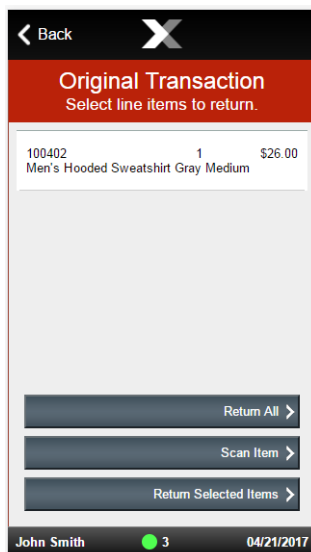 Back
Original Transaction
Select line items to return.
100402 1 $26.00
Men's Hooded Sweatshirt Gray Medium
Return All
Scan Item
Return Selected Items
John Smith 3 04/21/2017